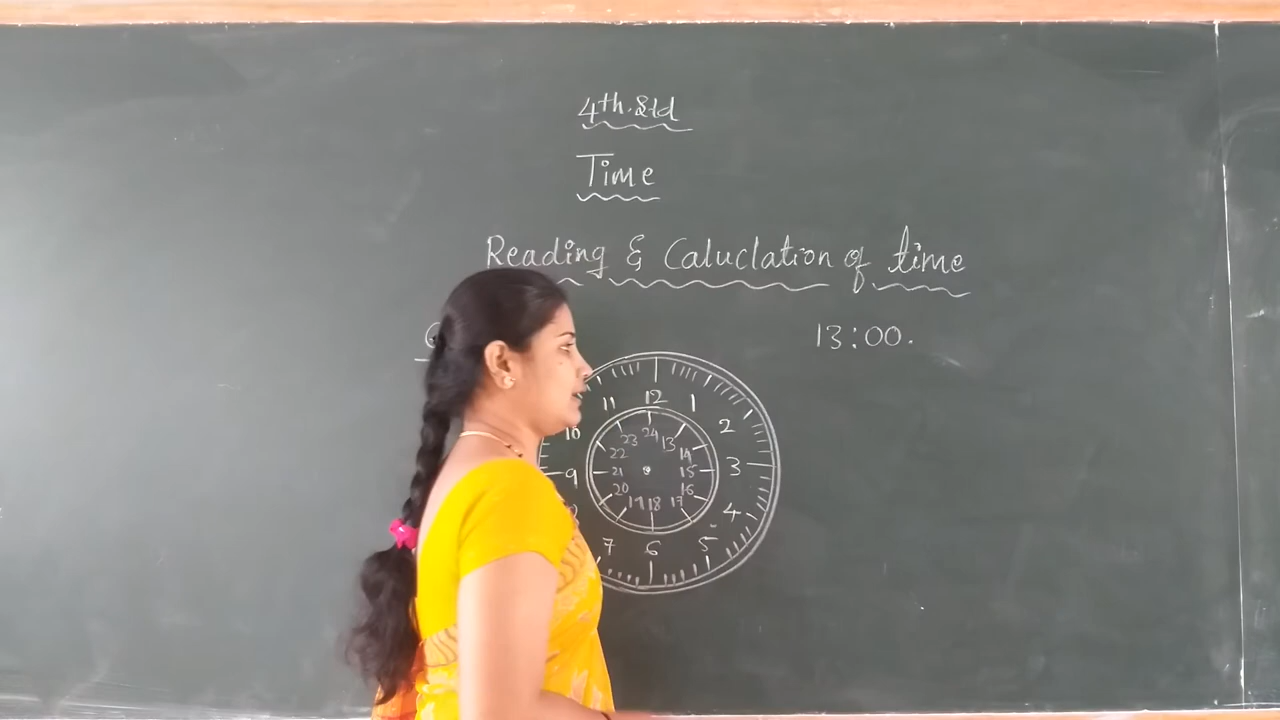 4th.Std
Time
Reading & Caluclation of time
13:00.
11 12 1
10 2
9 3
4
7 6 5
23 24 13
22 14
21 15
20 16
19 18 17